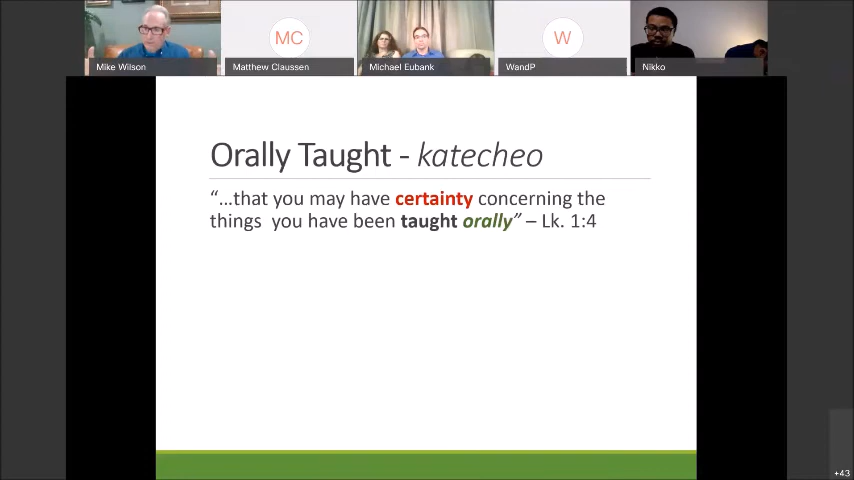 MC
W
Mike Wilson
Matthew Claussen
Michael Eubank
WandP
Nikko
Orally Taught - katecheo
“…that you may have certainty concerning the
things  you have been taught orally” – Lk. 1:4
+43